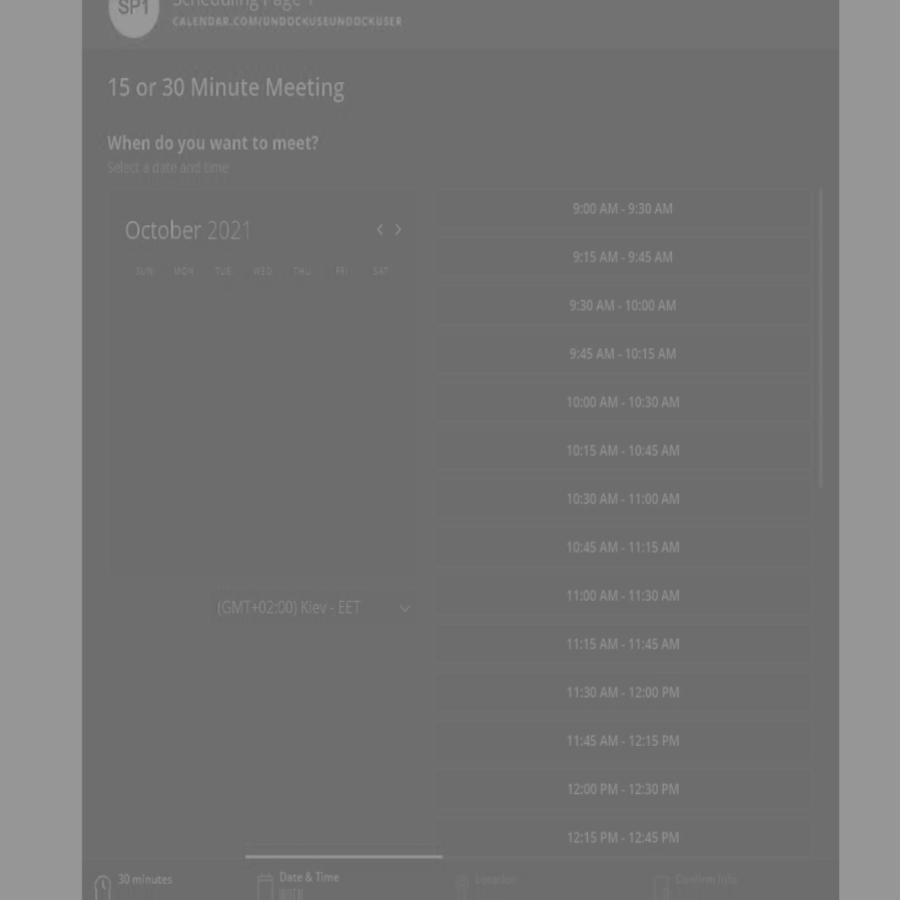 SP1
Scheduling Page 1
CALENDAR.COM/UNDOCKUSEUNDOCKUSER
15 or 30 Minute Meeting
When do you want to meet?
Select a date and time
October 2021
SUN MON TUE WED THU FRI SAT
(GMT+02:00) Kiev - EET
9:00 AM - 9:30 AM
9:15 AM - 9:45 AM
9:30 AM - 10:00 AM
9:45 AM - 10:15 AM
10:00 AM - 10:30 AM
10:15 AM - 10:45 AM
10:30 AM - 11:00 AM
10:45 AM - 11:15 AM
11:00 AM - 11:30 AM
11:15 AM - 11:45 AM
11:30 AM - 12:00 PM
11:45 AM - 12:15 PM
12:00 PM - 12:30 PM
12:15 PM - 12:45 PM
30 minutes
Date & Time
Location
Confirm Info